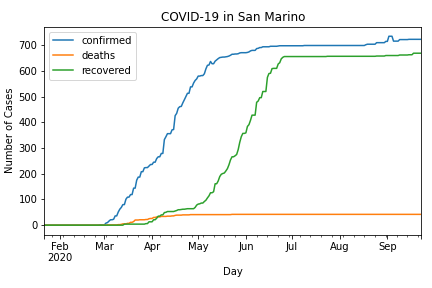 COVID-19 in San Marino
confirmed
deaths
recovered
Number of Cases
700
600
500
400
300
200
100
0
Feb
2020
Mar
Apr
May
Jun
Jul
Aug
Sep
Day